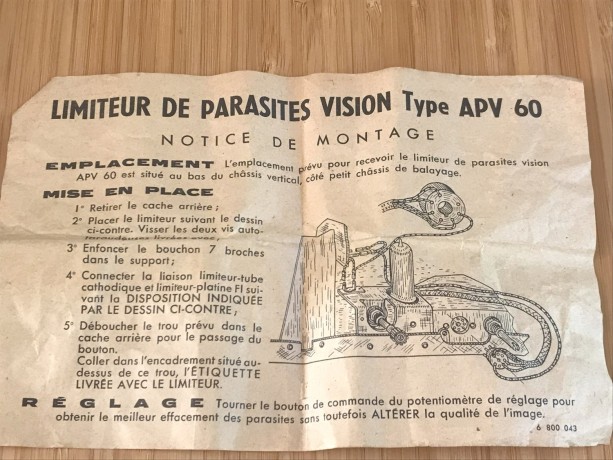 LIMITEUR DE PARASITES VISION Type APV 60
NOTICE DE MONTAGE
EMPLACEMENT L'emplacement prévu pour recevoir le limiteur de parasites vision
APV 60 est situé au bas du châssis vertical, côté petit châssis de balayage.
MISE EN PLACE
1° Retirer le cache arrière ;
2° Placer le limiteur suivant le dessin
ci-contre. Visser les deux vis auto-
taraudeuses livrées avec ;
3° Enfoncer le bouchon 7 broches
dans le support ;
4° Connecter la liaison limiteur-tube
cathodique et limiteur-platine FI sui-
vant la DISPOSITION INDIQUÉE
PAR LE DESSIN CI-CONTRE ;
5° Déboucher le trou prévu dans le
cache arrière pour le passage du
bouton.
Coller dans l'encadrement situé au-
dessus de ce trou, l'ÉTIQUETTE
LIVRÉE AVEC LE LIMITEUR.
RÉGLAGE Tourner le bouton de commande du potentiomètre de réglage pour
obtenir le meilleur effacement des parasites sans toutefois ALTÉRER la qualité de l'image.
6 800 043